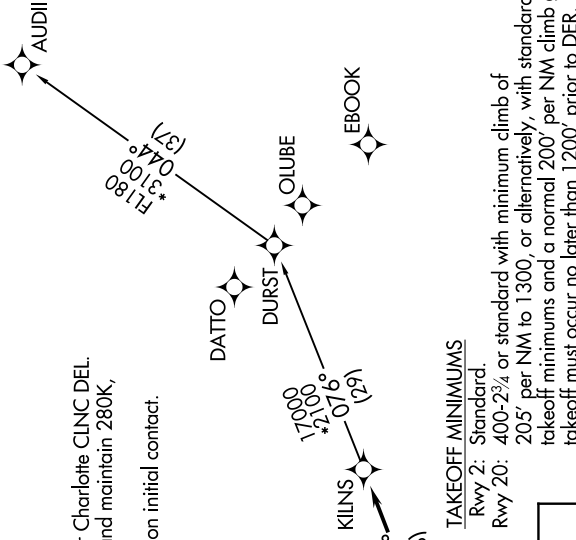 AUDII
FL180
*3100
044°
(37)
EBOOK
OLUBE
DURST
DATTO
17000
*2100
076°
(29)
KILNS
Charlotte CLNC DEL.
and maintain 280K,
on initial contact.
TAKEOFF MINIMUMS
Rwy 2: Standard.
Rwy 20: 400-2¾ or standard with minimum climb of
205' per NM to 1300, or alternatively, with standard
takeoff minimums and a normal 200' per NM climb
takeoff must occur no later than 1200' prior to DER.